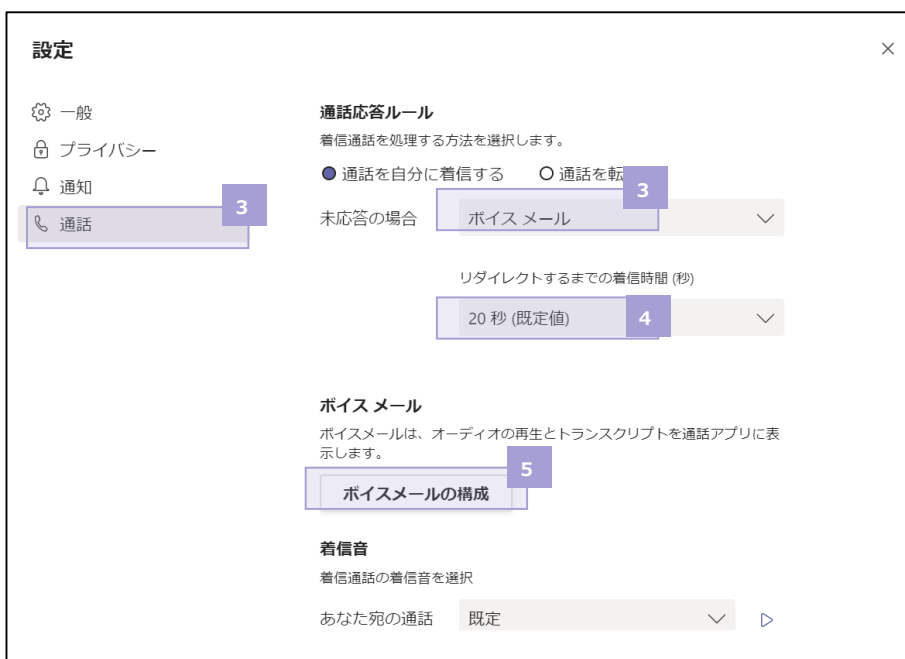 設定
一般
プライバシー
通知
3
通話
通話応答ルール
着信通話を処理する方法を選択します。
通話を自分に着信する 通話を転
3
未応答の場合 ボイス メール
リダイレクトするまでの着信時間 (秒)
20 秒 (既定値) 4
ボイス メール
ボイスメールは、オーディオの再生とトランスクリプトを通話アプリに表
示します。
5
ボイスメールの構成
着信音
着信通話の着信音を選択
あなた宛の通話 既定